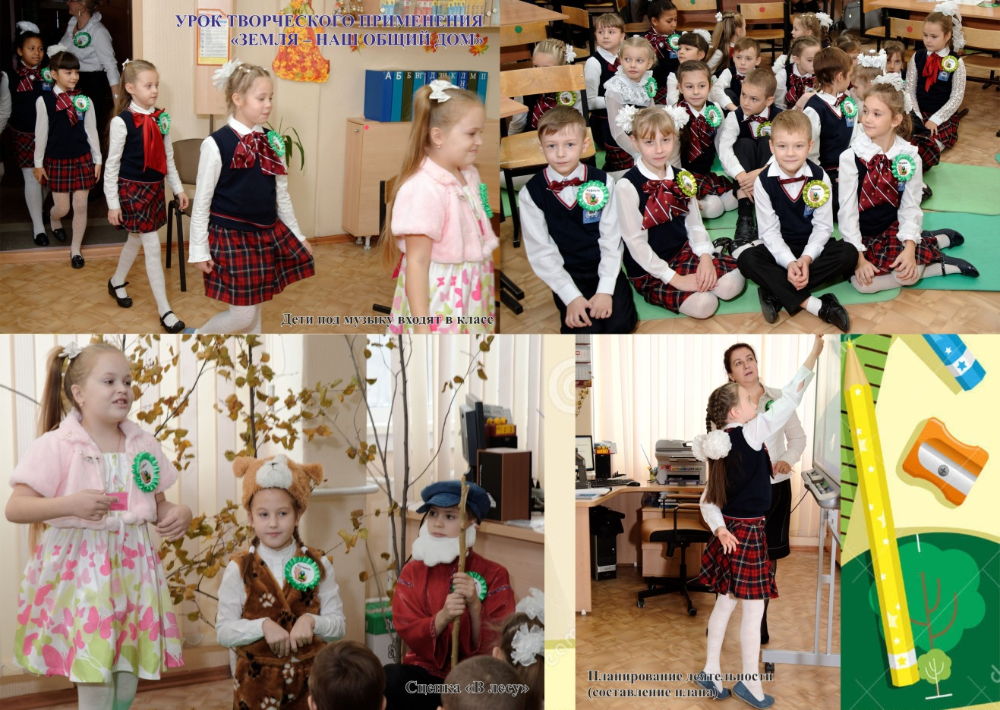 УРОК ТВОРЧЕСКОГО ПРИМЕНЕНИЯ
«ЗЕМЛЯ – НАШ ОБЩИЙ ДОМ»
Дети под музыку входят в класс
Сценка «В лесу»
Планирование деятельности
(составление плана)